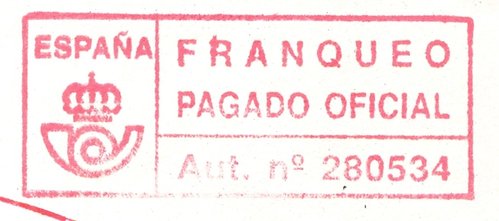 ESPAÑA
FRANQUEO
PAGADO OFICIAL
Aut. nº 280534